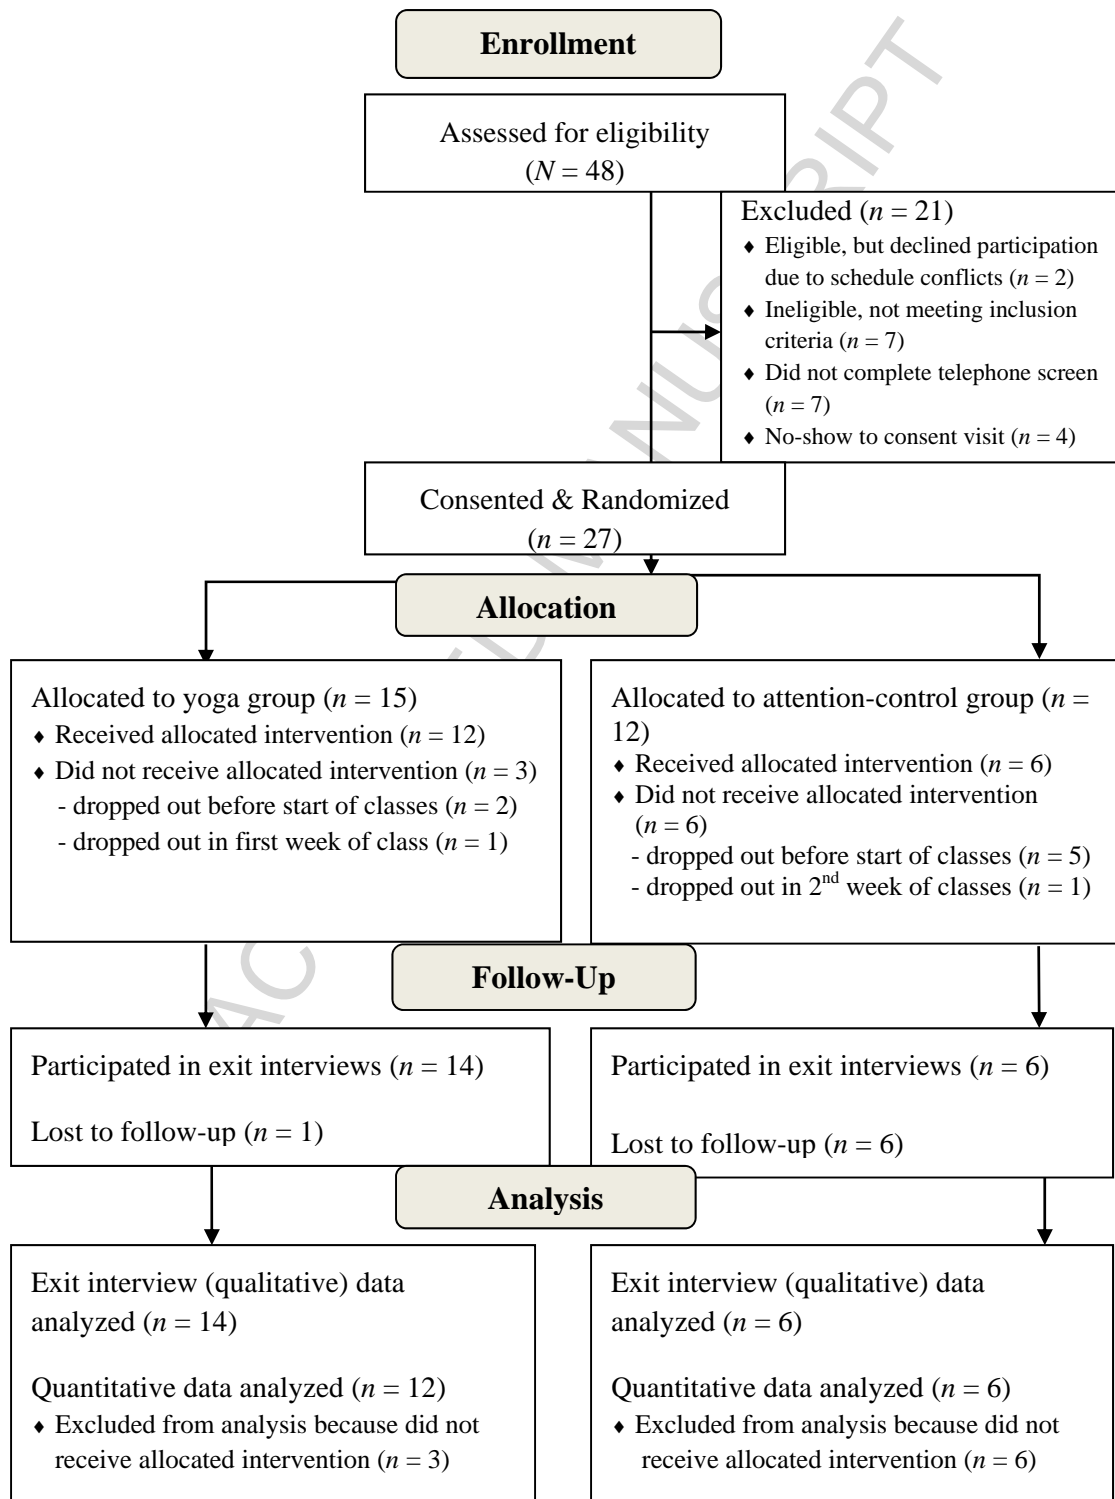 Enrollment
Assessed for eligibility
(N = 48)
Excluded (n = 21)
♦ Eligible, but declined participation
due to schedule conflicts (n = 2)
♦ Ineligible, not meeting inclusion
criteria (n = 7)
♦ Did not complete telephone screen
(n = 7)
♦ No-show to consent visit (n = 4)
Consented & Randomized
(n = 27)
Allocation
Allocated to yoga group (n = 15)
♦ Received allocated intervention (n = 12)
♦ Did not receive allocated intervention (n = 3)
- dropped out before start of classes (n = 2)
- dropped out in first week of class (n = 1)
Allocated to attention-control group (n =
12)
♦ Received allocated intervention (n = 6)
♦ Did not receive allocated intervention
(n = 6)
- dropped out before start of classes (n = 5)
- dropped out in 2nd week of classes (n = 1)
Follow-Up
Participated in exit interviews (n = 14)
Lost to follow-up (n = 1)
Participated in exit interviews (n = 6)
Lost to follow-up (n = 6)
Analysis
Exit interview (qualitative) data
analyzed (n = 14)
Quantitative data analyzed (n = 12)
♦ Excluded from analysis because did not
receive allocated intervention (n = 3)
Exit interview (qualitative) data
analyzed (n = 6)
Quantitative data analyzed (n = 6)
♦ Excluded from analysis because did not
receive allocated intervention (n = 6)